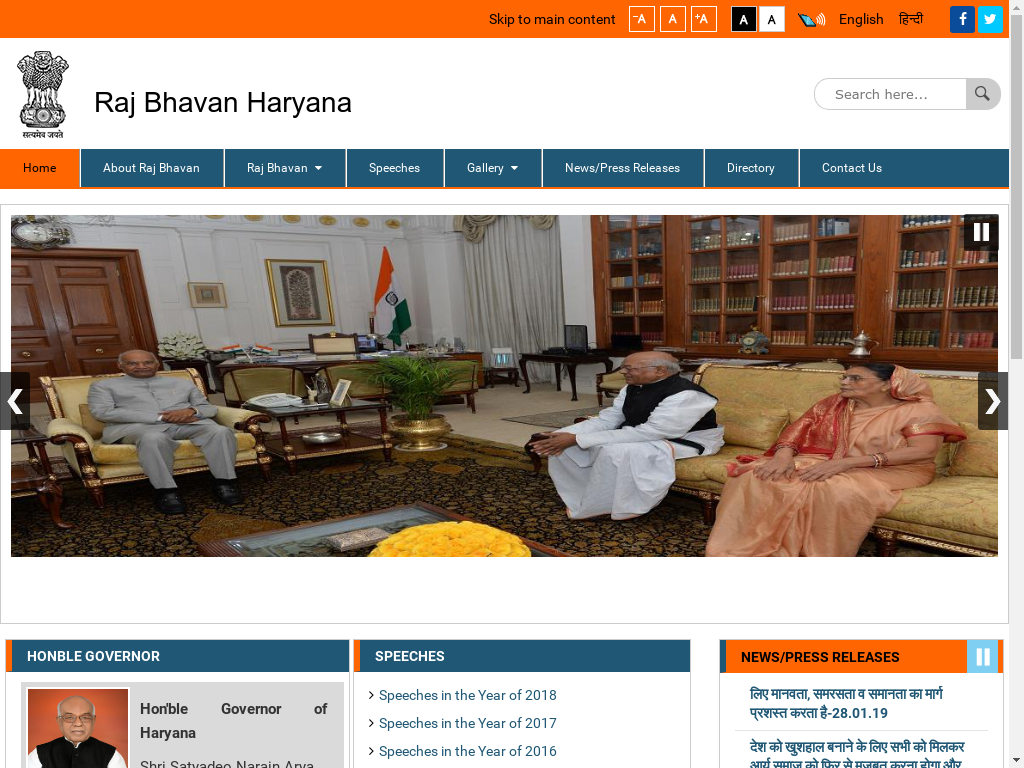 Skip to main content -A A +A A A English हिन्दी
सत्यमेव जयते
Raj Bhavan Haryana
Search here...
Home About Raj Bhavan Raj Bhavan Speeches Gallery News/Press Releases Directory Contact Us
HONBLE GOVERNOR
Hon'ble Governor of
Haryana
Shri Satyadeo Narain Arya
SPEECHES
Speeches in the Year of 2018
Speeches in the Year of 2017
Speeches in the Year of 2016
NEWS/PRESS RELEASES
लिए मानवता, समरसता व समानता का मार्ग
प्रशस्त करता है-28.01.19
देश को खुशहाल बनाने के लिए सभी को मिलकर
आर्य समाज को फिर से मजबूत करना होगा और